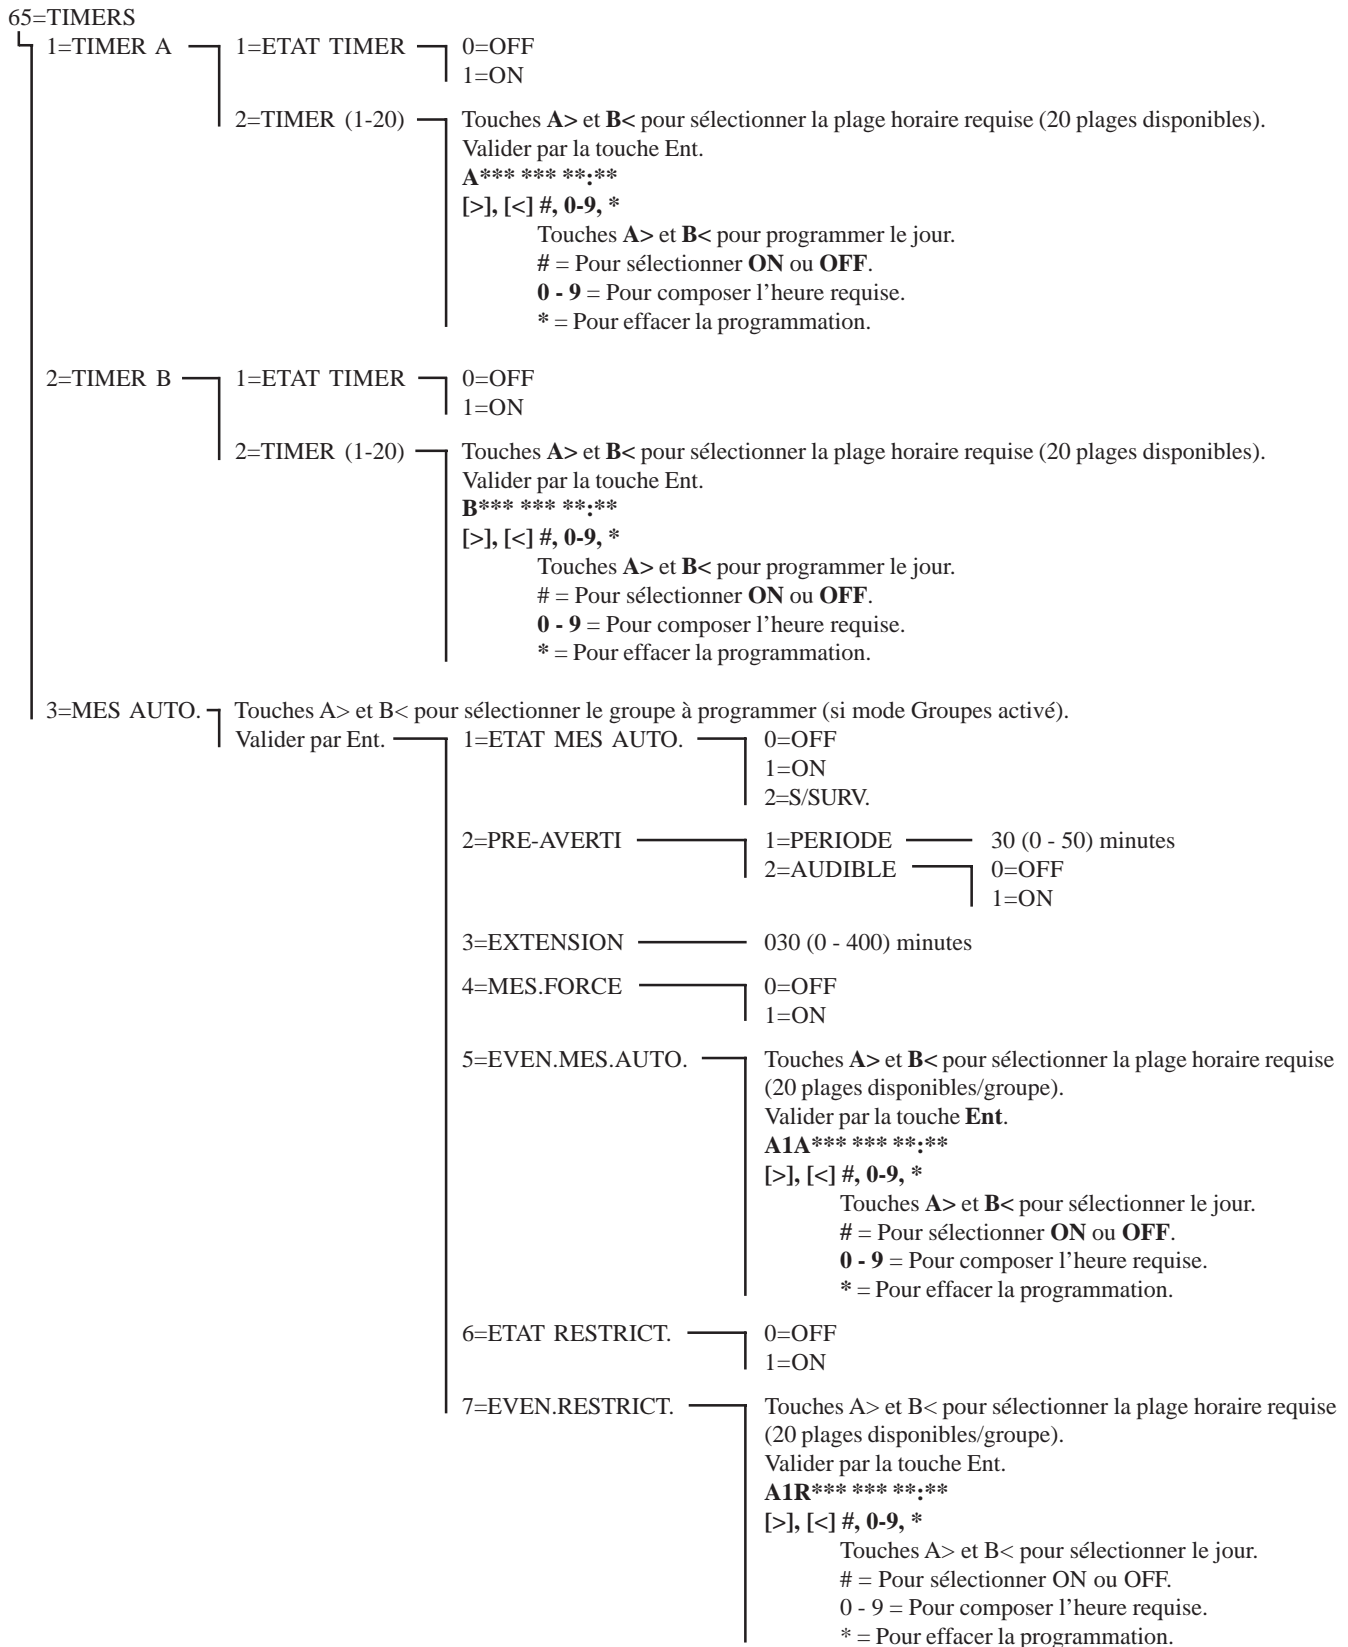 65=TIMERS
1=TIMER A 1=ETAT TIMER 0=OFF
1=ON
2=TIMER (1-20) Touches A> et B< pour sélectionner la plage horaire requise (20 plages disponibles).
Valider par la touche Ent.
A*** *** **:**
[>], [<] #, 0-9, *
Touches A> et B< pour programmer le jour.
# = Pour sélectionner ON ou OFF.
0 - 9 = Pour composer l’heure requise.
* = Pour effacer la programmation.
2=TIMER B 1=ETAT TIMER 0=OFF
1=ON
2=TIMER (1-20) Touches A> et B< pour sélectionner la plage horaire requise (20 plages disponibles).
Valider par la touche Ent.
B*** *** **:**
[>], [<] #, 0-9, *
Touches A> et B< pour programmer le jour.
# = Pour sélectionner ON ou OFF.
0 - 9 = Pour composer l’heure requise.
* = Pour effacer la programmation.
3=MES AUTO. Touches A> et B< pour sélectionner le groupe à programmer (si mode Groupes activé).
Valider par Ent. 1=ETAT MES AUTO. 0=OFF
1=ON
2=S/SURV.
2=PRE-AVERTI 1=PERIODE 30 (0 - 50) minutes
2=AUDIBLE 0=OFF
1=ON
3=EXTENSION 030 (0 - 400) minutes
4=MES.FORCE 0=OFF
1=ON
5=EVEN.MES.AUTO. Touches A> et B< pour sélectionner la plage horaire requise
(20 plages disponibles/groupe).
Valider par la touche Ent.
A1A*** *** **:**
[>], [<] #, 0-9, *
Touches A> et B< pour sélectionner le jour.
# = Pour sélectionner ON ou OFF.
0 - 9 = Pour composer l’heure requise.
* = Pour effacer la programmation.
6=ETAT RESTRICT. 0=OFF
1=ON
7=EVEN.RESTRICT. Touches A> et B< pour sélectionner la plage horaire requise
(20 plages disponibles/groupe).
Valider par la touche Ent.
A1R*** *** **:**
[>], [<] #, 0-9, *
Touches A> et B< pour sélectionner le jour.
# = Pour sélectionner ON ou OFF.
0 - 9 = Pour composer l’heure requise.
* = Pour effacer la programmation.